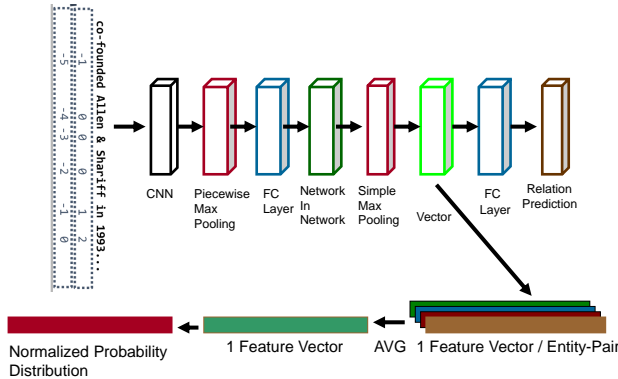 co-founded Allen & Shariff in 1993...
-1 0 0 0 1 2
-5 -4 -3 -2 -1 0
CNN
Piecewise
Max
Pooling
FC
Layer
Network
In
Network
Simple
Max
Pooling
Vector
FC
Layer
Relation
Prediction
Normalized Probability
Distribution
1 Feature Vector
AVG
1 Feature Vector / Entity-Pair